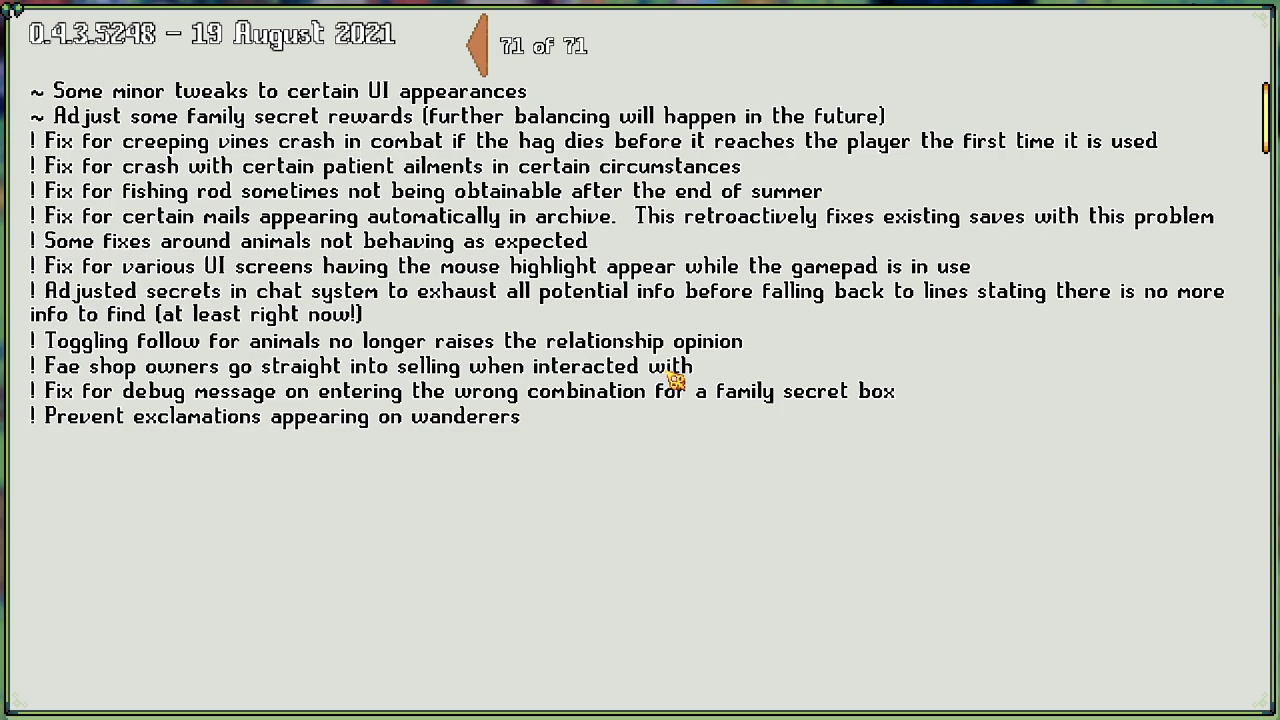 0.4.3.5248 - 19 August 2021
71 of 71
~ Some minor tweaks to certain UI appearances
~ Adjust some family secret rewards (further balancing will happen in the future)
! Fix for creeping vines crash in combat if the hag dies before it reaches the player the first time it is used
! Fix for crash with certain patient ailments in certain circumstances
! Fix for fishing rod sometimes not being obtainable after the end of summer
! Fix for certain mails appearing automatically in archive.  This retroactively fixes existing saves with this problem
! Some fixes around animals not behaving as expected
! Fix for various UI screens having the mouse highlight appear while the gamepad is in use
! Adjusted secrets in chat system to exhaust all potential info before falling back to lines stating there is no more
info to find (at least right now!)
! Toggling follow for animals no longer raises the relationship opinion
! Fae shop owners go straight into selling when interacted with
! Fix for debug message on entering the wrong combination for a family secret box
! Prevent exclamations appearing on wanderers